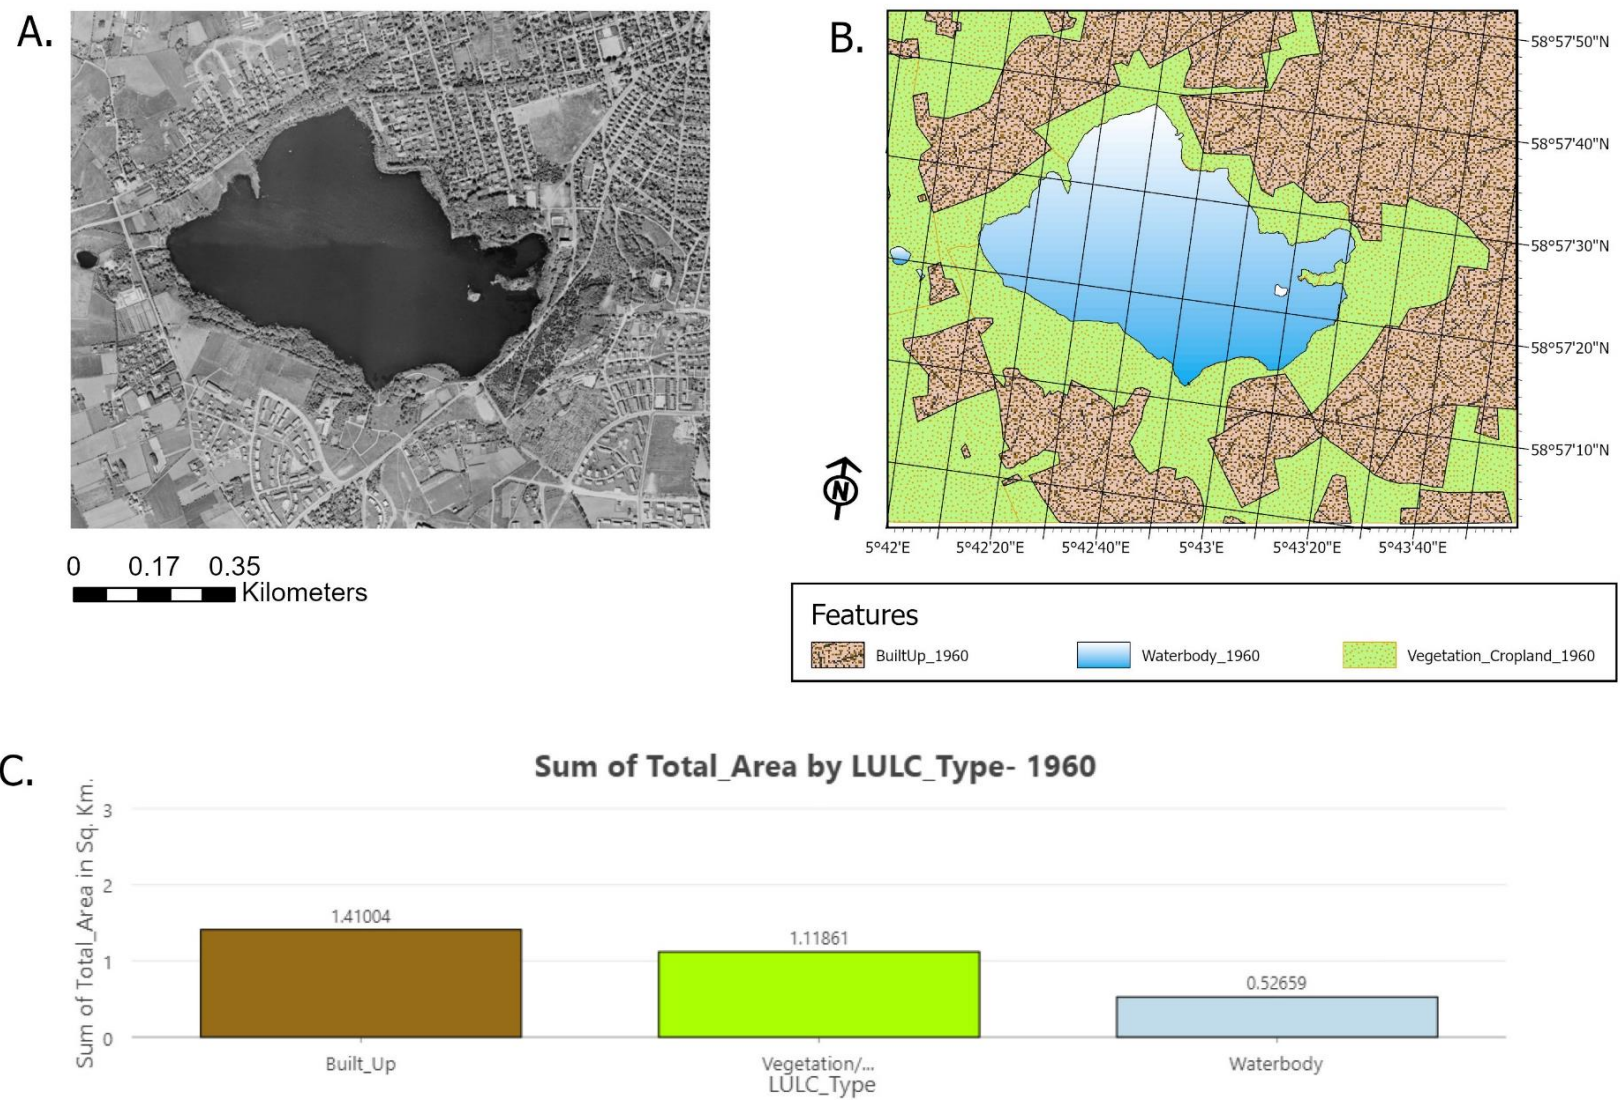 A.
B.
58°57'50"N
58°57'40"N
58°57'30"N
58°57'20"N
58°57'10"N
N
5°42'E 5°42'20"E 5°42'40"E 5°43'E 5°43'20"E 5°43'40"E
0 0.17 0.35
Kilometers
Features
BuiltUp_1960 Waterbody_1960 Vegetation_Cropland_1960
C.
Sum of Total_Area by LULC_Type- 1960
Sum of Total_Area in Sq. Km.
3
2
1
0
1.41004
1.11861
0.52659
Built_Up Vegetation/... Waterbody
LULC_Type